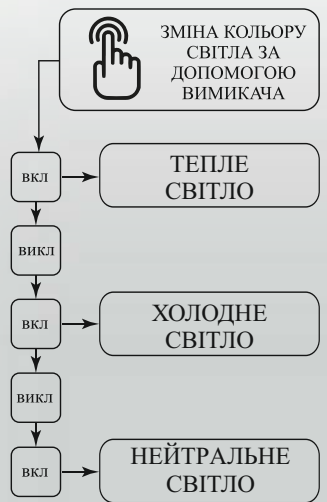 ЗМІНА КОЛЬОРУ
СВІТЛА ЗА
ДОПОМОГОЮ
ВИМИКАЧА
ВКЛ
ТЕПЛЕ
СВІТЛО
ВИКЛ
ВКЛ
ХОЛОДНЕ
СВІТЛО
ВИКЛ
ВКЛ
НЕЙТРАЛЬНЕ
СВІТЛО